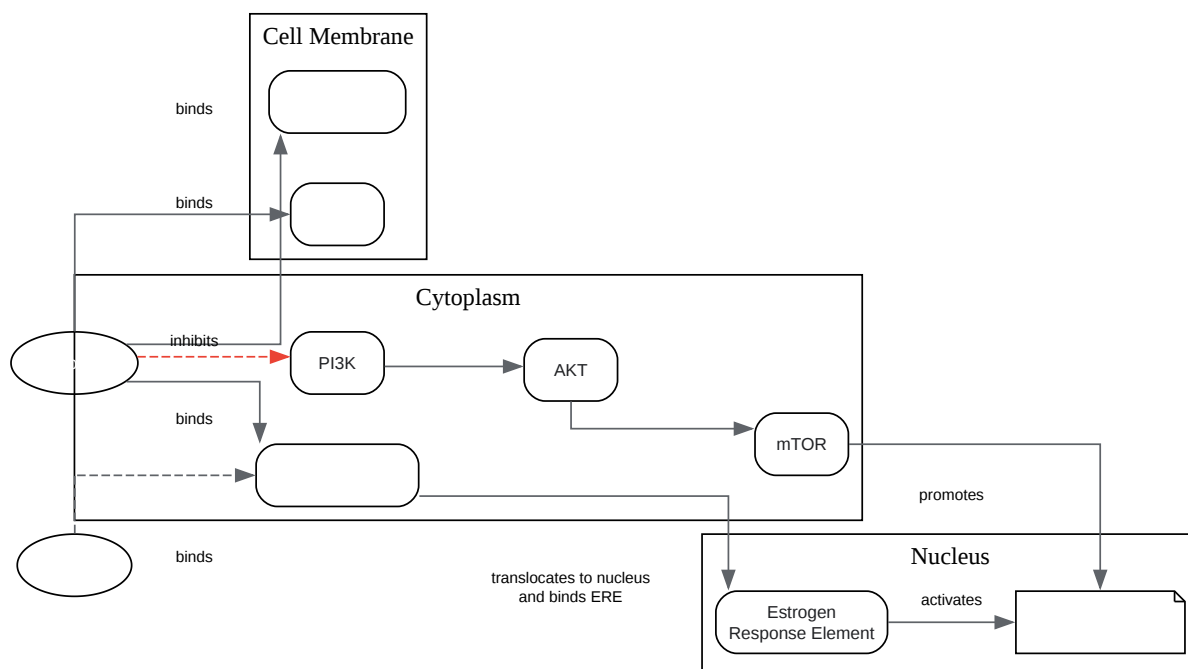 Cell Membrane
binds
binds
Cytoplasm
inhibits
PI3K
AKT
binds
mTOR
promotes
binds
translocates to nucleus
and binds ERE
Nucleus
activates
Estrogen
Response Element